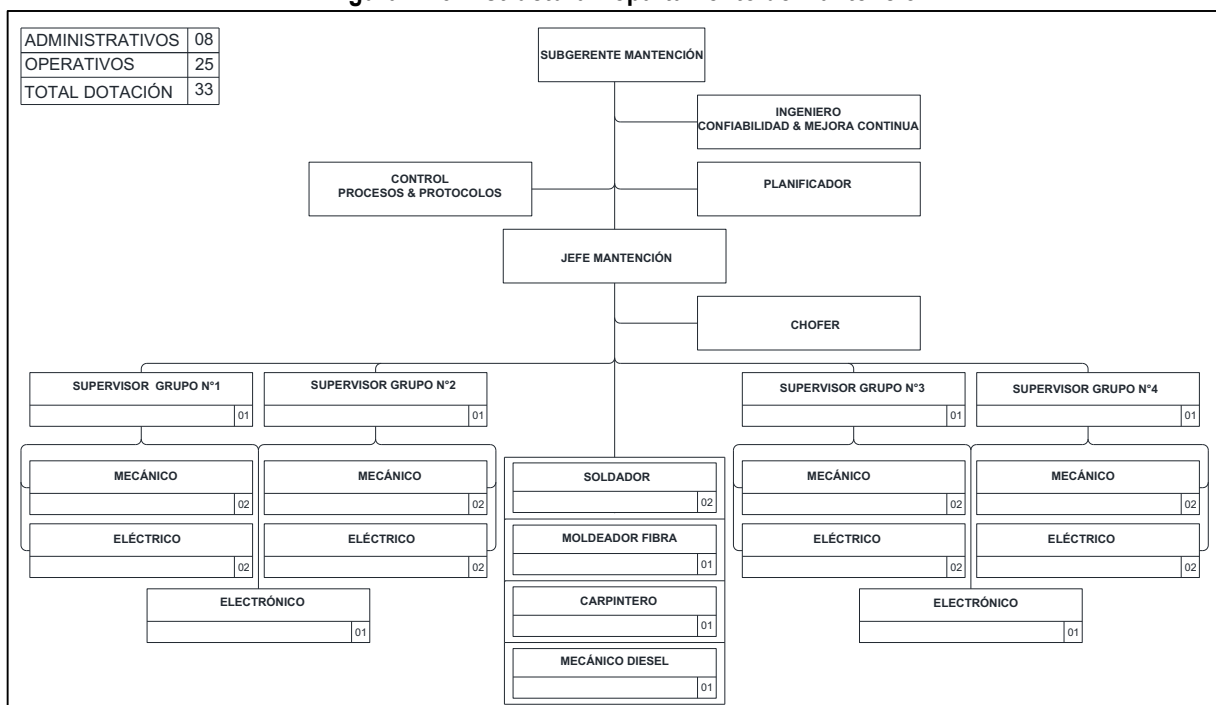 ADMINISTRATIVOS 08
OPERATIVOS 25
TOTAL DOTACIÓN 33
SUBGERENTE MANTENCIÓN
INGENIERO
CONFIABILIDAD & MEJORA CONTINUA
CONTROL
PROCESOS & PROTOCOLOS
PLANIFICADOR
JEFE MANTENCIÓN
CHOFER
SUPERVISOR GRUPO N°1
01
SUPERVISOR GRUPO N°2
01
SUPERVISOR GRUPO N°3
01
SUPERVISOR GRUPO N°4
01
MECÁNICO
02
MECÁNICO
02
SOLDADOR
02
MECÁNICO
02
MECÁNICO
02
ELÉCTRICO
02
ELÉCTRICO
02
MOLDEADOR FIBRA
01
ELÉCTRICO
02
ELÉCTRICO
02
ELECTRÓNICO
01
CARPINTERO
01
ELECTRÓNICO
01
MECÁNICO DIESEL
01